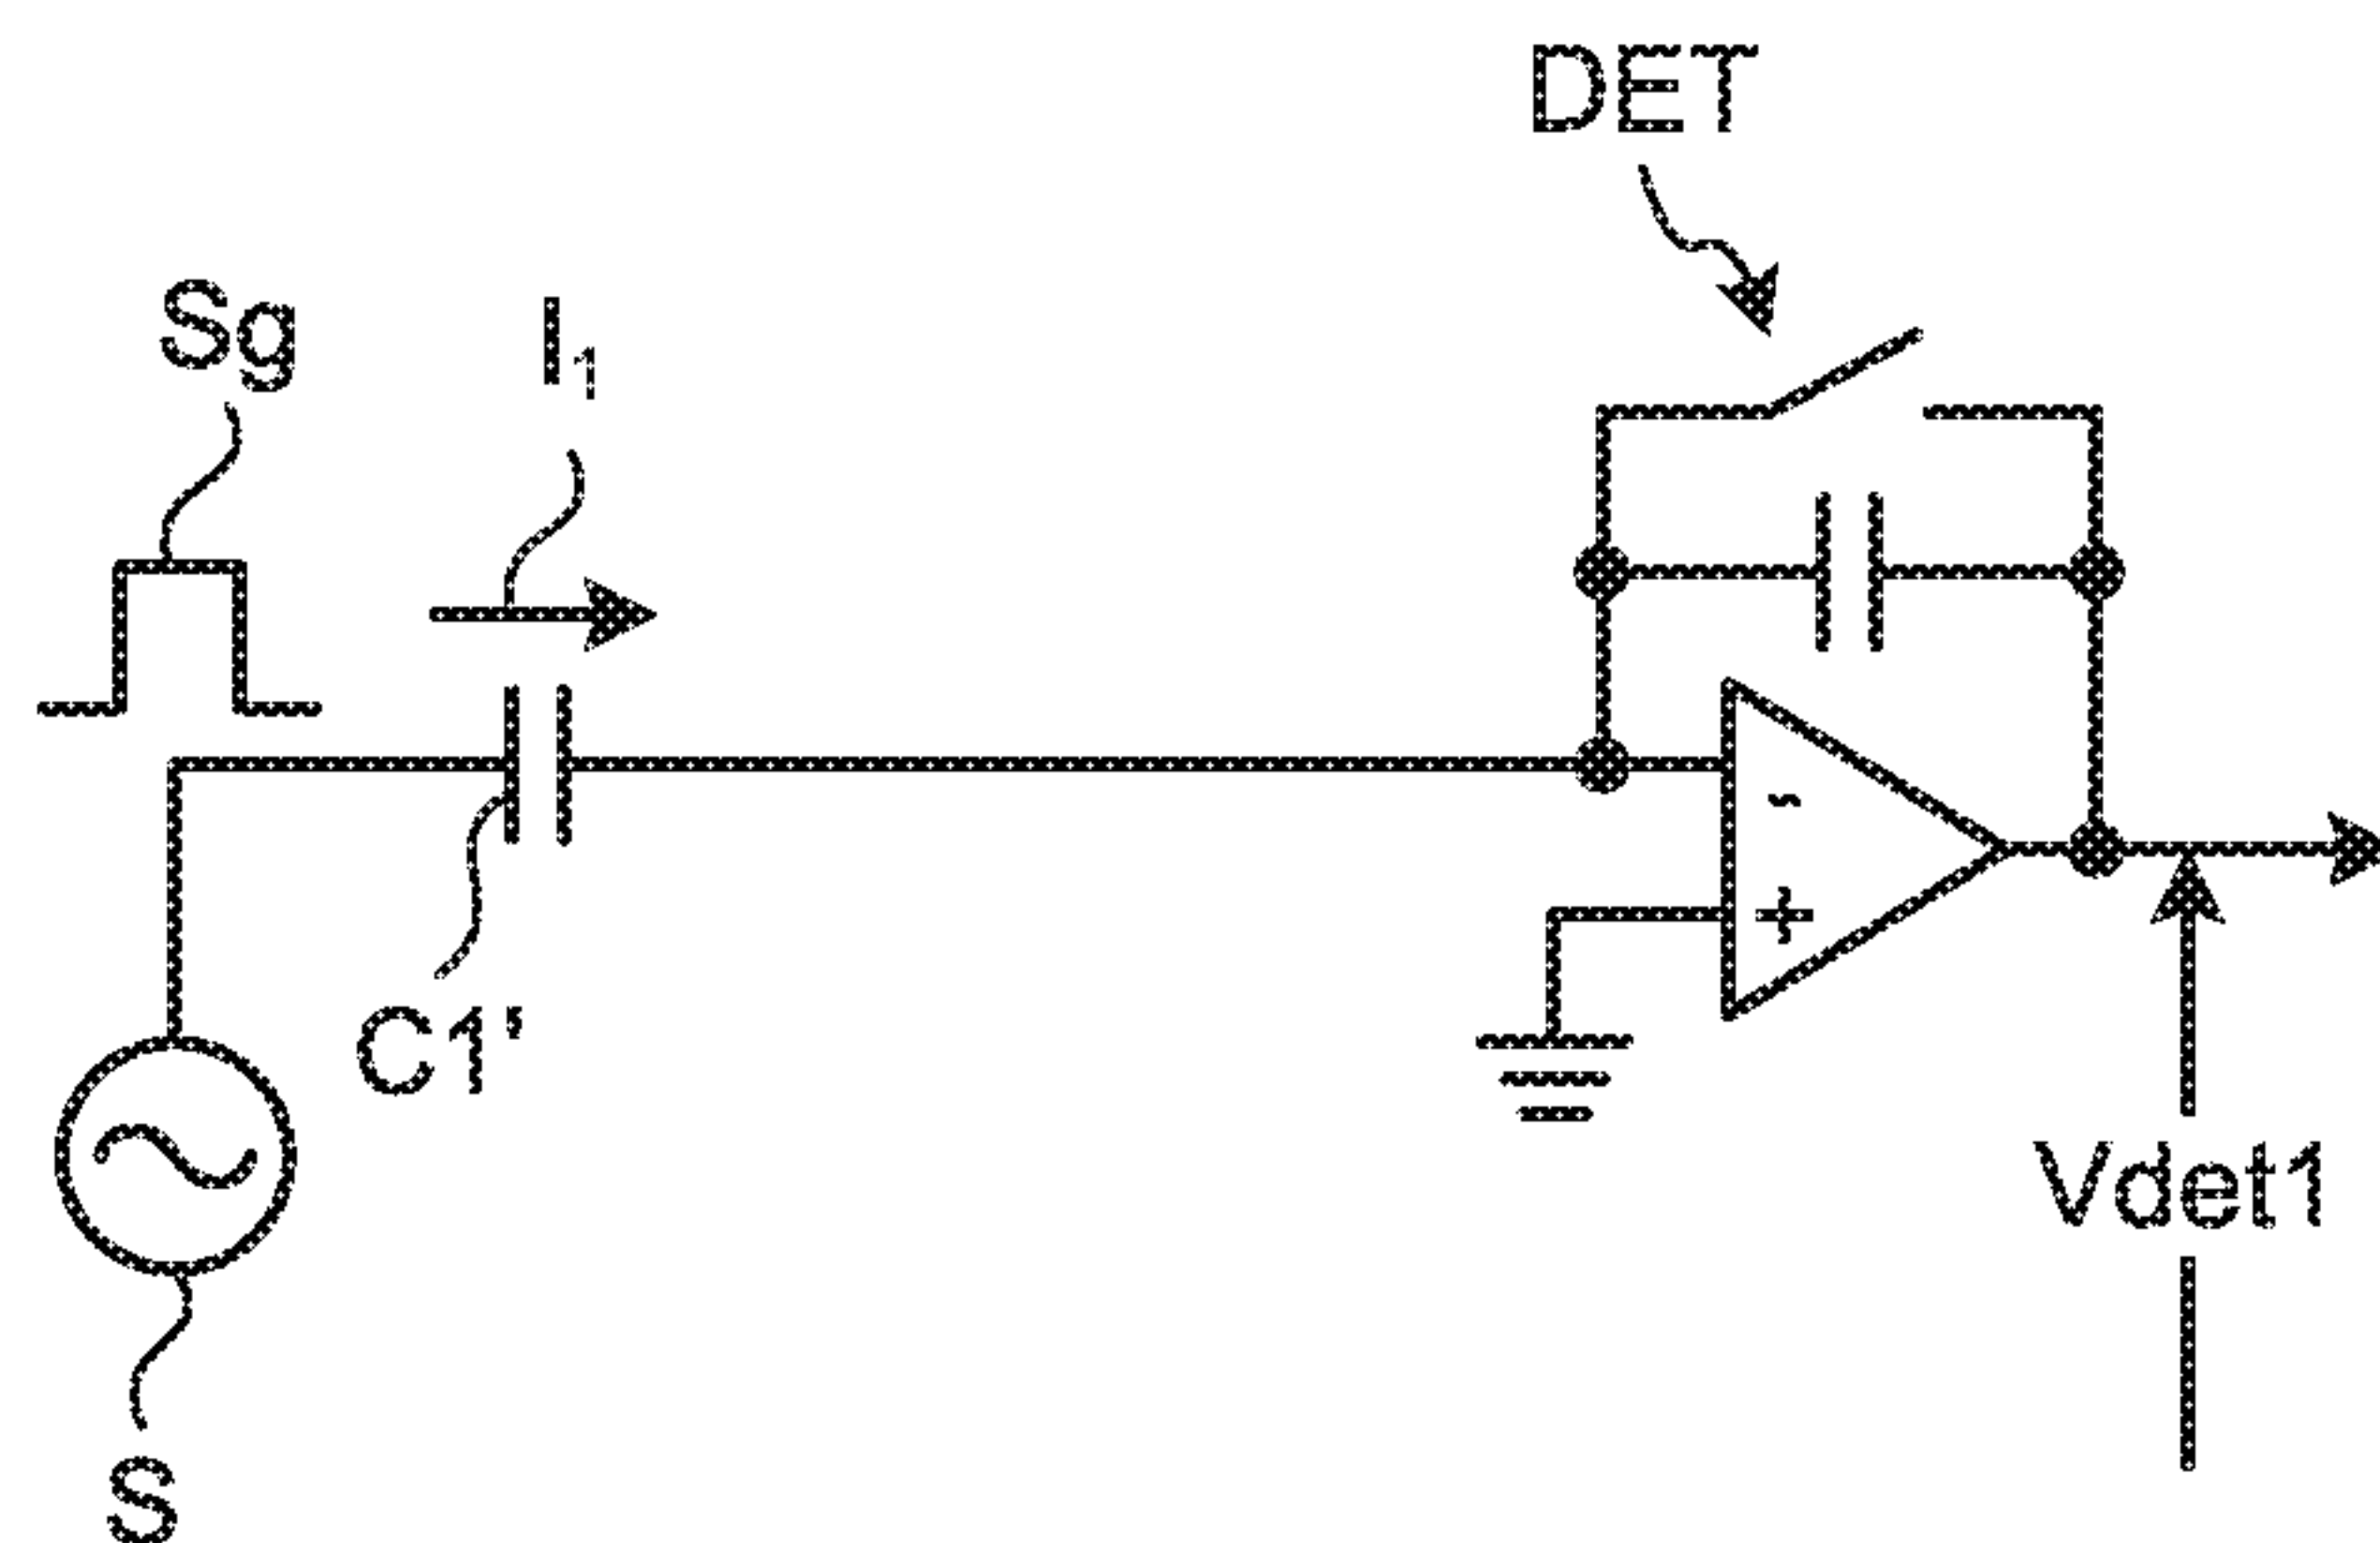 DET
Sg
I₁
-
+
C1'
Vdet1
S